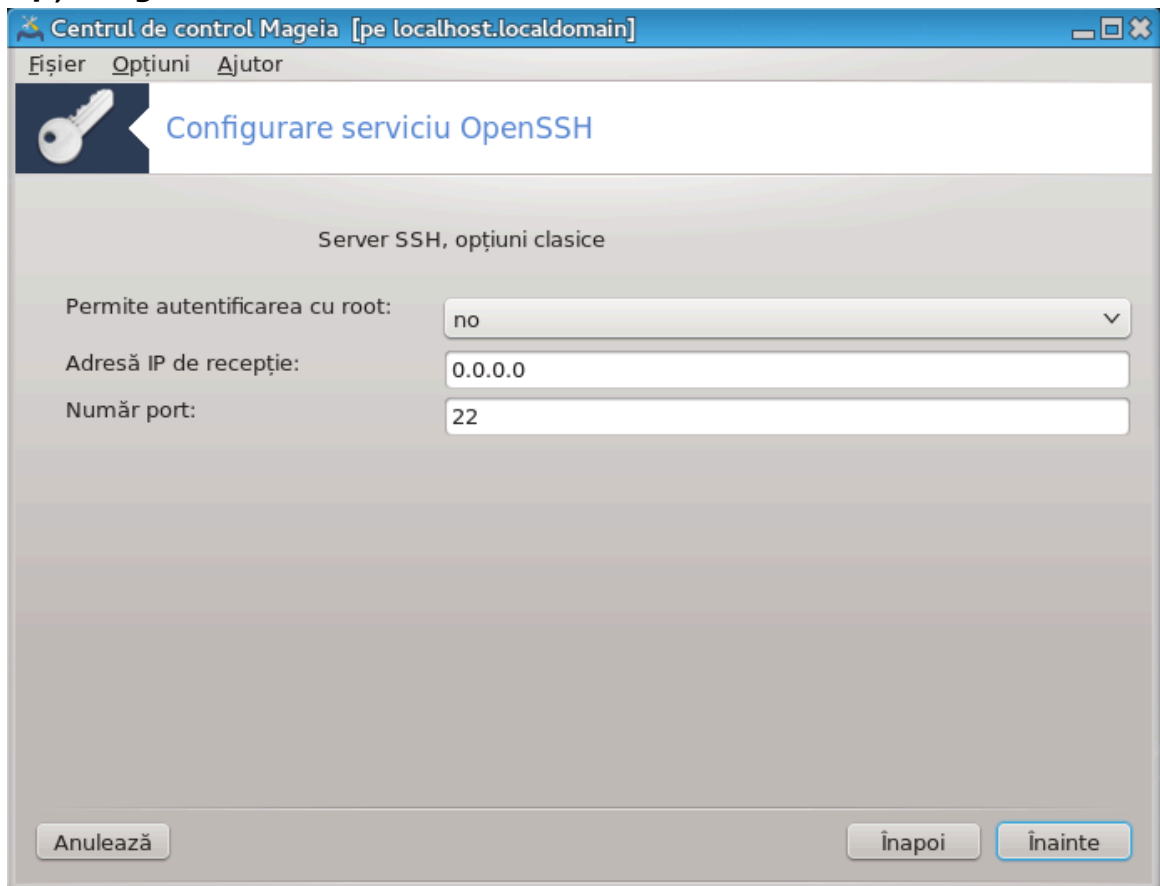 Centrul de control Mageia [pe localhost.localdomain]
Fișier Opțiuni Ajutor
Configurare serviciu OpenSSH
Server SSH, opțiuni clasice
Permite autentificarea cu root: no
Adresă IP de recepție: 0.0.0.0
Număr port: 22
Anulează Înapoi Înainte